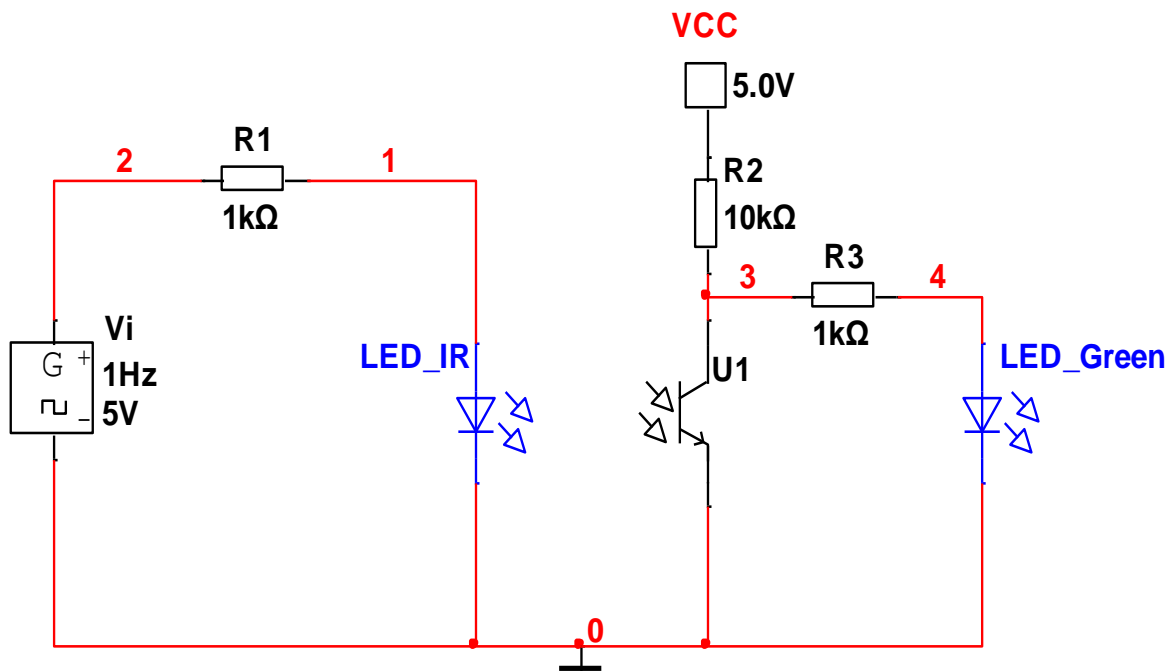 VCC
5.0V
R1
2
1
1kΩ
R2
10kΩ
R3
3
4
1kΩ
Vi
G
+
1Hz
5V
−
LED_IR
U1
LED_Green
0